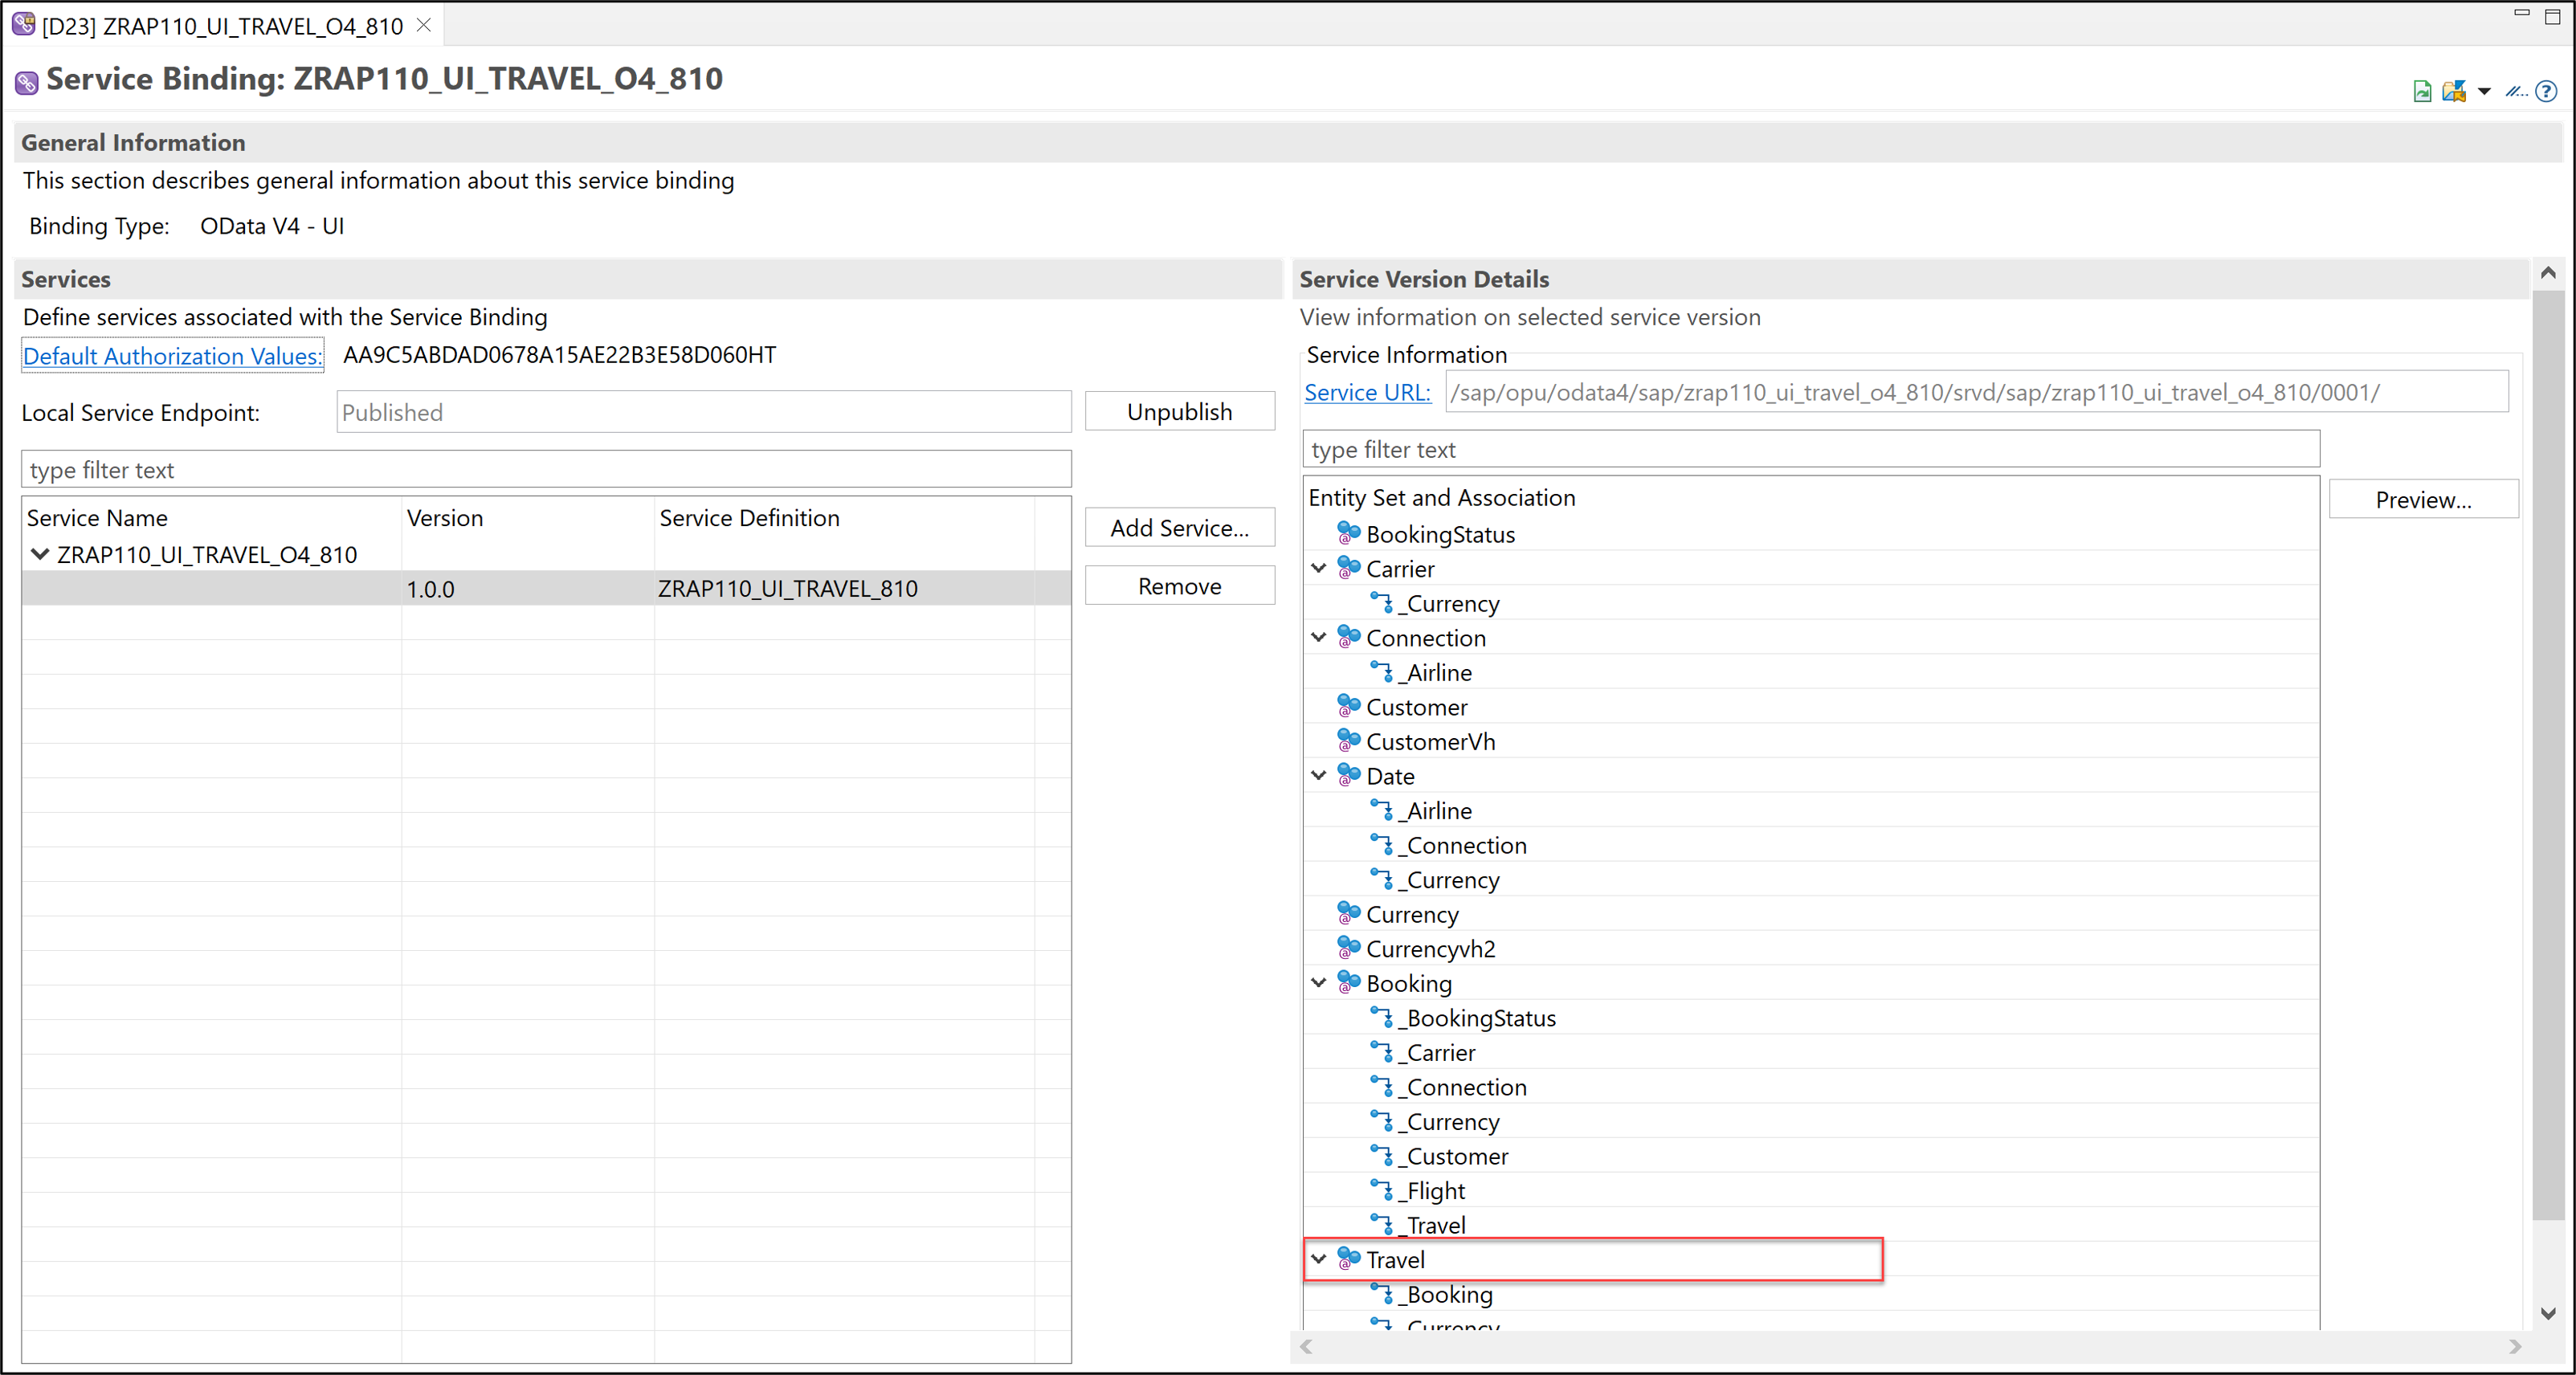 [D23] ZRAP110_UI_TRAVEL_O4_810
Service Binding: ZRAP110_UI_TRAVEL_O4_810
General Information
This section describes general information about this service binding
Binding Type: OData V4 - UI
Services
Define services associated with the Service Binding
Default Authorization Values: AA9C5ABDAD0678A15AE22B3E58D060HT
Local Service Endpoint: Published Unpublish
type filter text
Service Name Version Service Definition
Add Service...
ZRAP110_UI_TRAVEL_O4_810
1.0.0 ZRAP110_UI_TRAVEL_810
Remove
Service Version Details
View information on selected service version
Service Information
Service URL: /sap/opu/odata4/sap/zrap110_ui_travel_o4_810/srvd/sap/zrap110_ui_travel_o4_810/0001/
type filter text
Entity Set and Association
Preview...
BookingStatus
Carrier
_Currency
Connection
_Airline
Customer
CustomerVh
Date
_Airline
_Connection
_Currency
Currency
Currencyvh2
Booking
_BookingStatus
_Carrier
_Connection
_Currency
_Customer
_Flight
_Travel
Travel
_Booking
_Currency